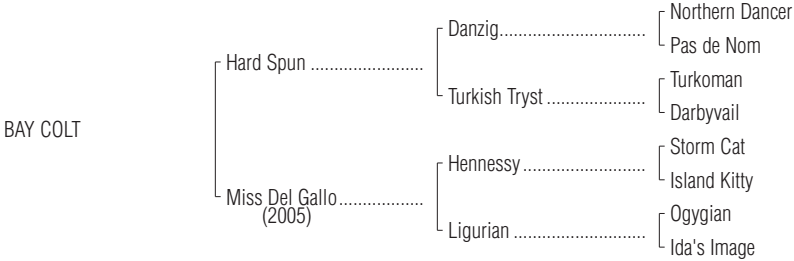 Northern Dancer
Danzig..............................
Pas de Nom
Hard Spun ........................
Turkoman
Turkish Tryst .....................
Darbyvail
BAY COLT
Storm Cat
Hennessy..........................
Island Kitty
Miss Del Gallo..................
(2005)
Ogygian
Ligurian ............................
Ida's Image